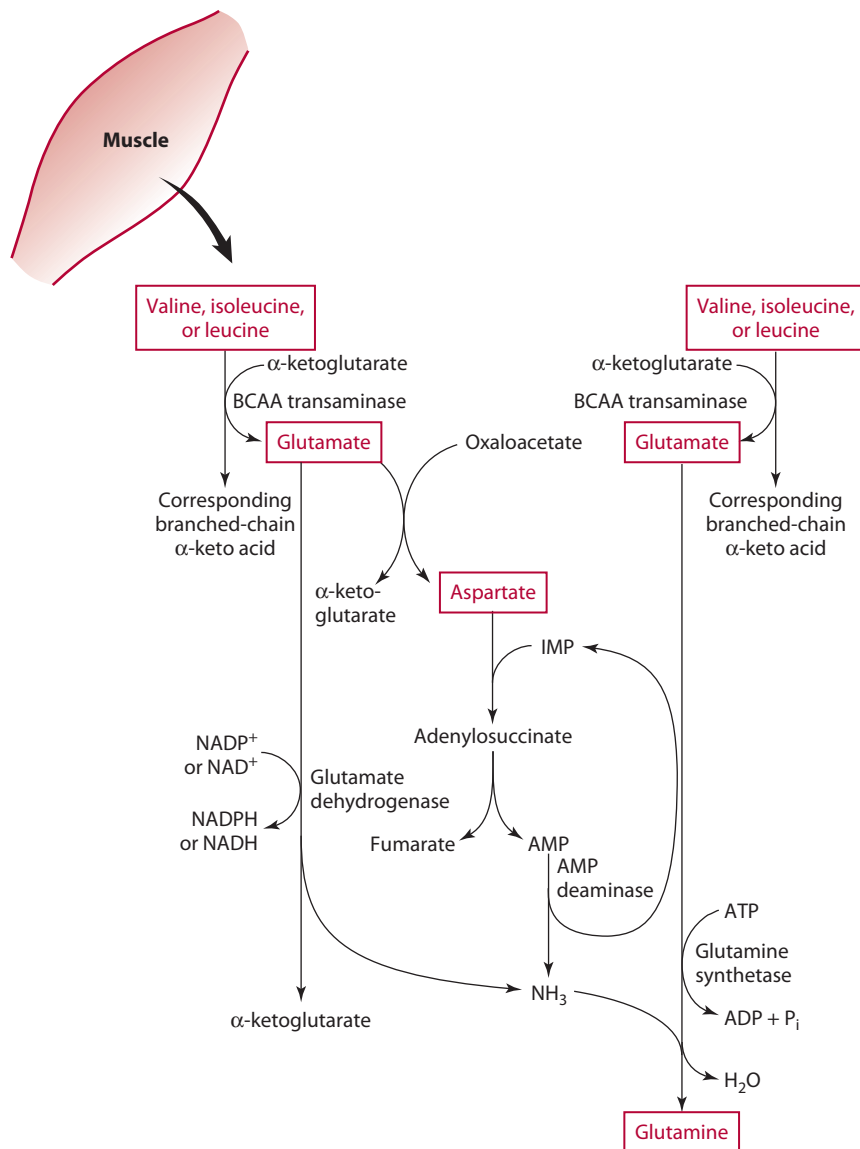 Muscle
Valine, isoleucine,
or leucine
α-ketoglutarate
BCAA transaminase
Glutamate
Oxaloacetate
Corresponding
branched-chain
α-keto acid
α-keto-
glutarate
Aspartate
IMP
Adenylosuccinate
NADP⁺
or NAD⁺
Glutamate
dehydrogenase
NADPH
or NADH
Fumarate
AMP
AMP
deaminase
NH₃
α-ketoglutarate
Valine, isoleucine,
or leucine
α-ketoglutarate
BCAA transaminase
Glutamate
Corresponding
branched-chain
α-keto acid
ATP
Glutamine
synthetase
ADP + Pᵢ
H₂O
Glutamine